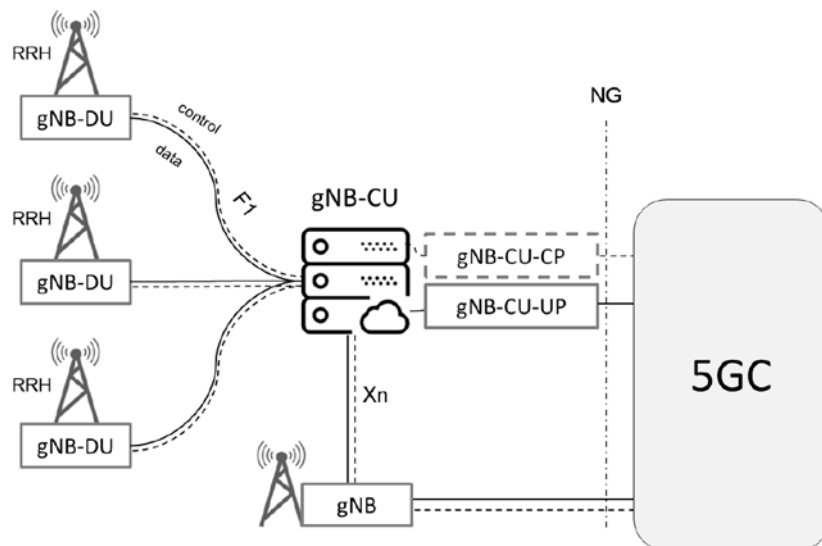 RRH
gNB-DU
control
data
F1
RRH
gNB-DU
RRH
gNB-DU
gNB-CU
gNB-CU-CP
gNB-CU-UP
NG
5GC
Xn
gNB